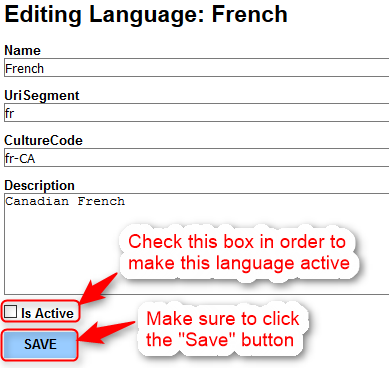 Editing Language: French
Name
French
UriSegment
fr
CultureCode
fr-CA
Description
Canadian French
Check this box in order to
make this language active
Is Active
Make sure to click
the "Save" button
SAVE